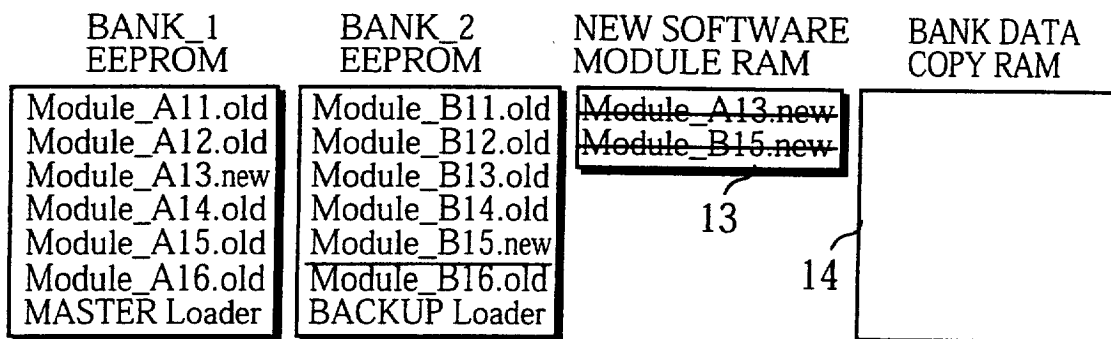 BANK_1
EEPROM
Module_A11.old
Module_A12.old
Module_A13.new
Module_A14.old
Module_A15.old
Module_A16.old
MASTER Loader
BANK_2
EEPROM
Module_B11.old
Module_B12.old
Module_B13.old
Module_B14.old
Module_B15.new
Module_B16.old
BACKUP Loader
NEW SOFTWARE
MODULE RAM
Module_A13.new
Module_B15.new
13
BANK DATA
COPY RAM
14